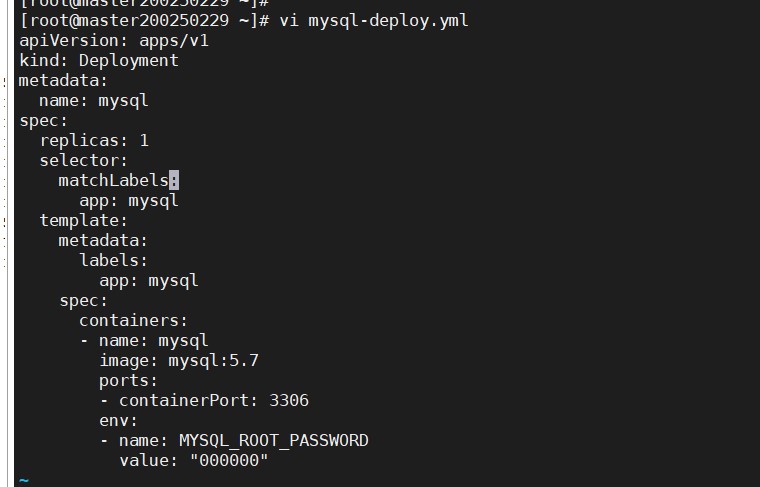 [root@master200250229 ~]#
[root@master200250229 ~]# vi mysql-deploy.yml
apiVersion: apps/v1
kind: Deployment
metadata:
  name: mysql
spec:
  replicas: 1
  selector:
    matchLabels:
      app: mysql
  template:
    metadata:
      labels:
        app: mysql
    spec:
      containers:
      - name: mysql
        image: mysql:5.7
        ports:
        - containerPort: 3306
        env:
        - name: MYSQL_ROOT_PASSWORD
          value: "000000"
~